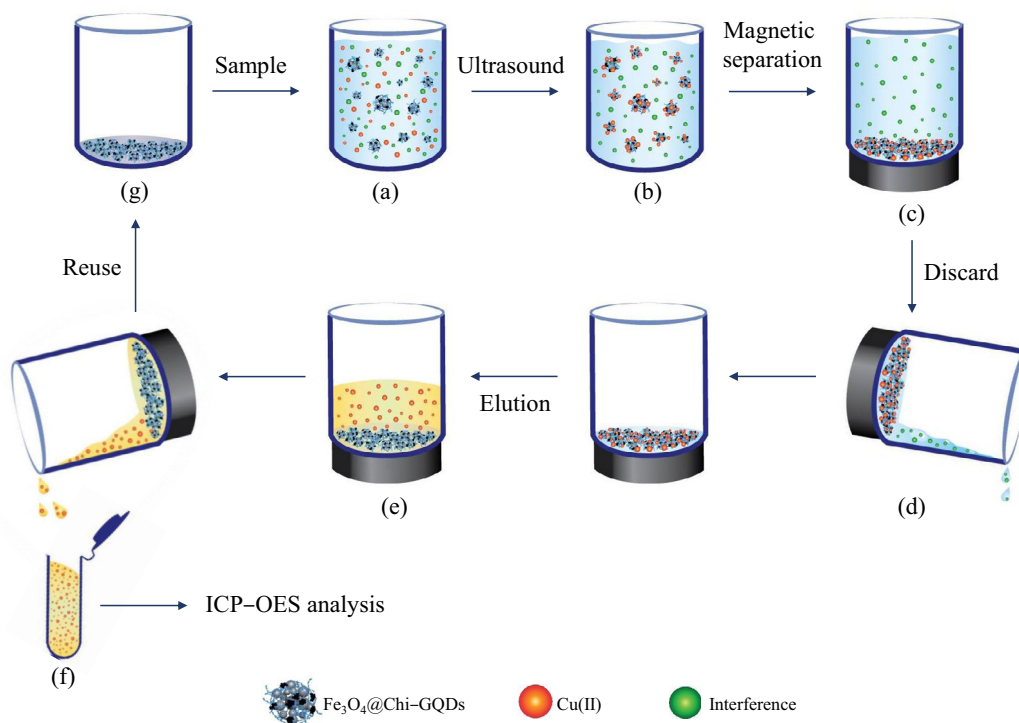 Sample
Ultrasound
Magnetic
separation
(g)
(a)
(b)
(c)
Reuse
Discard
Elution
(e)
(d)
ICP−OES analysis
(f)
Fe₃O₄@Chi−GQDs
Cu(II)
Interference